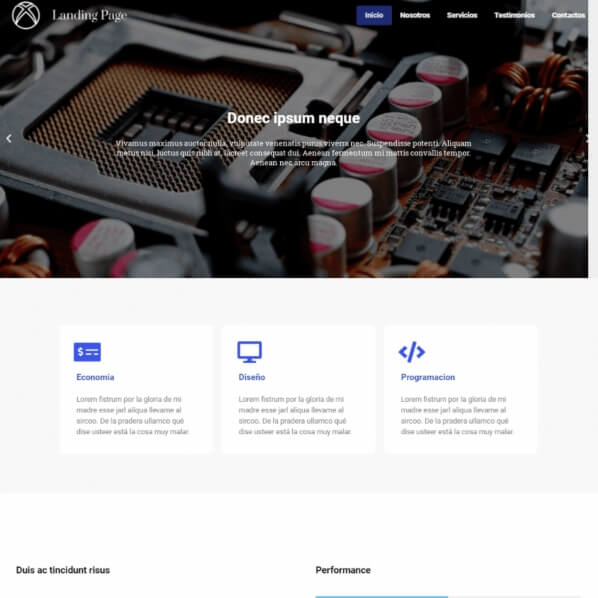 Landing Page
Inicio Nosotros Servicios Testimonios Contactos
Donec ipsum neque
Vivamus maximus auctor nulla, vulputate venenatis purus viverra nec. Suspendisse potenti. Aliquam
metus nisi, luctus quis nibh at, laoreet consequat dui. Aenean fermentum mi mattis convallis tempor.
Aenean nec arcu magna.
Economia
Lorem fistrum por la gloria de mi
madre esse jarl aliqua llevame al
sircoo. De la pradera ullamco qué
dise usteer está la cosa muy malar.
Diseño
Lorem fistrum por la gloria de mi
madre esse jarl aliqua llevame al
sircoo. De la pradera ullamco qué
dise usteer está la cosa muy malar.
Programacion
Lorem fistrum por la gloria de mi
madre esse jarl aliqua llevame al
sircoo. De la pradera ullamco qué
dise usteer está la cosa muy malar.
Duis ac tincidunt risus
Performance